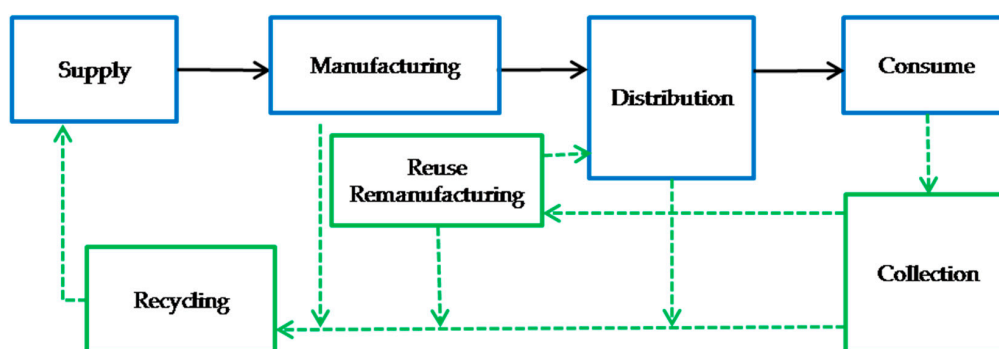 Supply
Manufacturing
Distribution
Consume
Reuse
Remanufacturing
Recycling
Collection